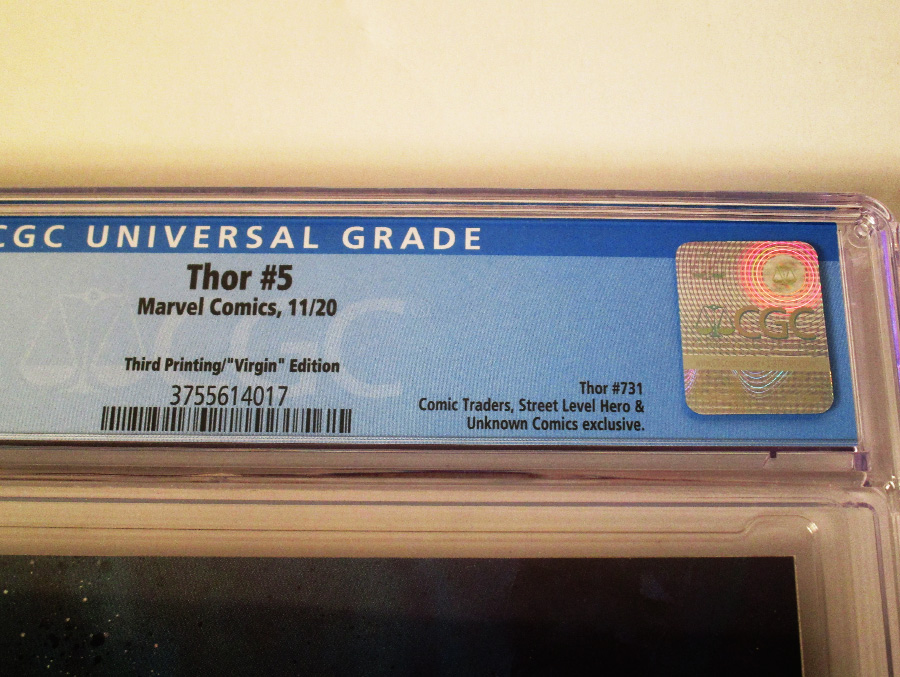 CGC UNIVERSAL GRADE
Thor #5
Marvel Comics, 11/20
Third Printing/"Virgin" Edition
3755614017
Thor #731
Comic Traders, Street Level Hero &
Unknown Comics exclusive.
CGC
CGC